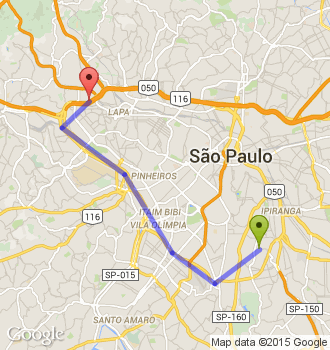 050
116
LAPA
São Paulo
PINHEIROS
050
IPIRANGA
ITAIM BIBI
VILA OLÍMPIA
116
SP-015
SP-150
SP-160
SANTO AMARO
Google
Map data ©2015 Google